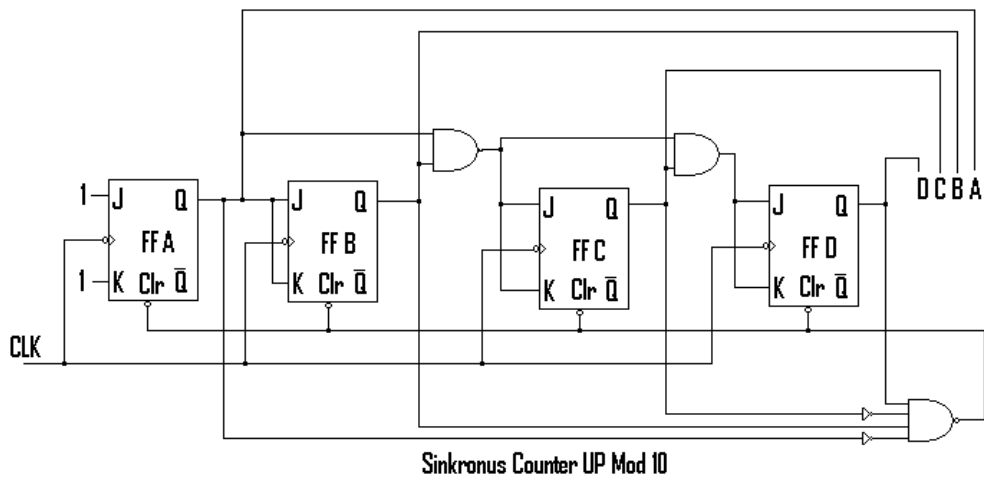 D C B A
1 J Q
FF A
1 K Clr Q̅
J Q
FF B
K Clr Q̅
J Q
FF C
K Clr Q̅
J Q
FF D
K Clr Q̅
CLK
Sinkronus Counter UP Mod 10